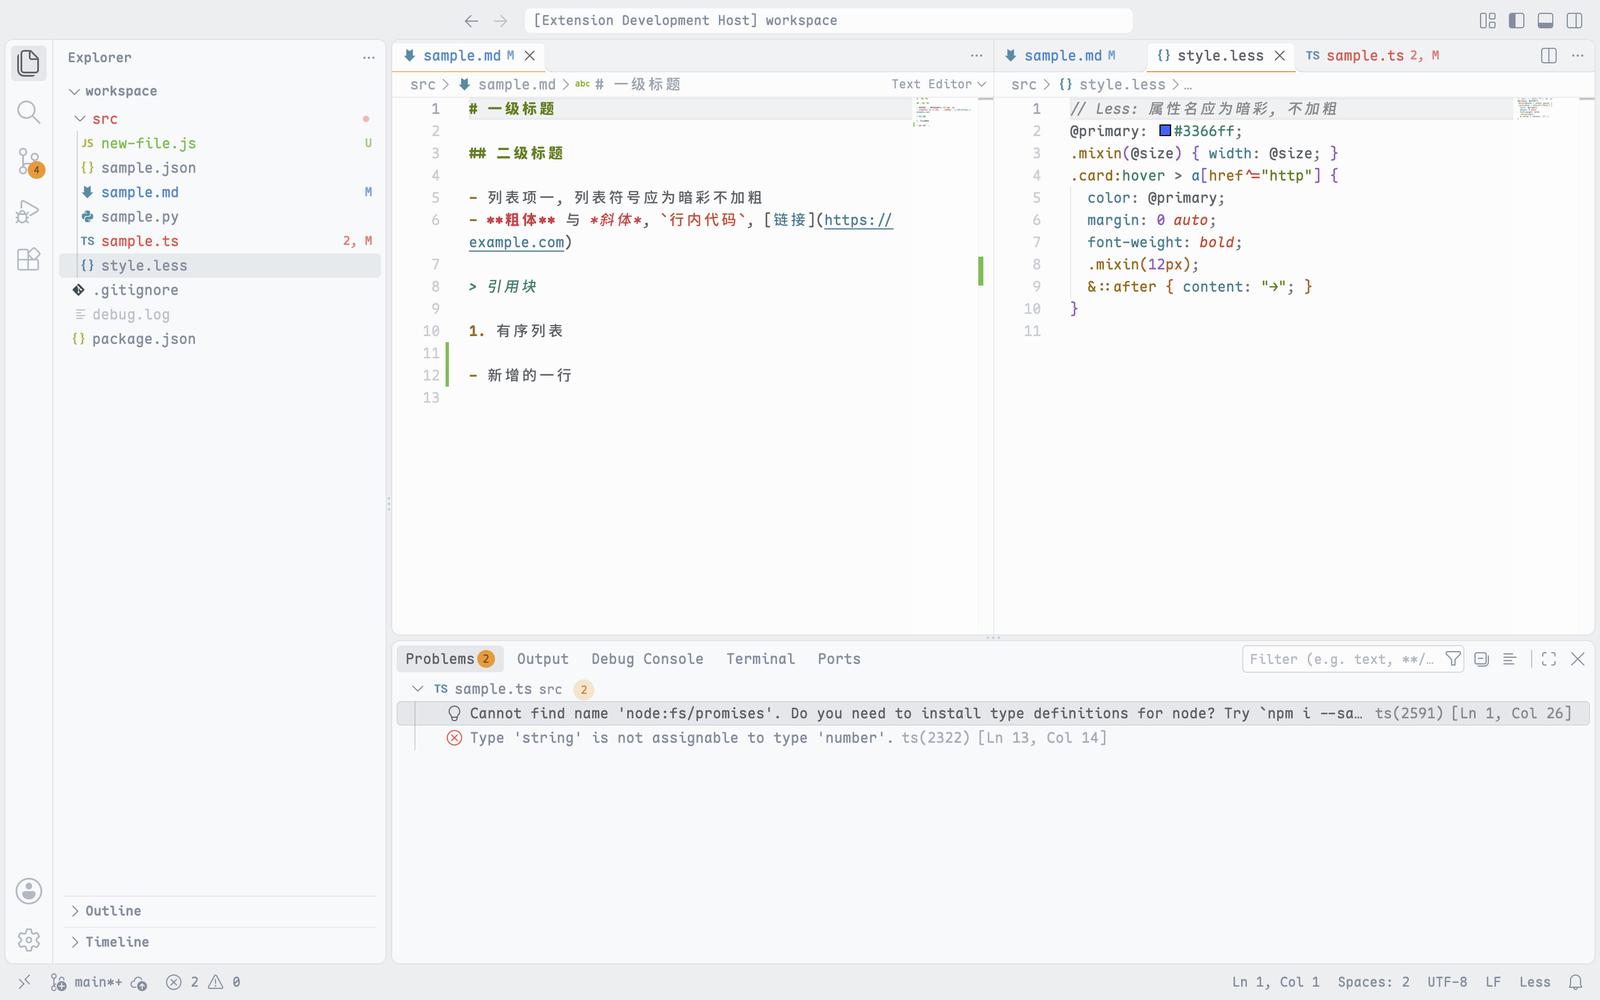 [Extension Development Host] workspace
Explorer
workspace
src
JS new-file.js U
{} sample.json
sample.md M
sample.py
TS sample.ts 2, M
{} style.less
.gitignore
debug.log
{} package.json
Outline
Timeline
4
sample.md M
src > sample.md > abc # 一级标题
Text Editor
1 # 一级标题
2
3 ## 二级标题
4
5 - 列表项一, 列表符号应为暗彩不加粗
6 - **粗体** 与 *斜体*, `行内代码`, [链接](https://
example.com)
7
8 > 引用块
9
10 1. 有序列表
11
12 - 新增的一行
13
sample.md M
{} style.less
TS sample.ts 2, M
src > {} style.less > …
1 // Less: 属性名应为暗彩, 不加粗
2 @primary: #3366ff;
3 .mixin(@size) { width: @size; }
4 .card:hover > a[href^="http"] {
5 color: @primary;
6 margin: 0 auto;
7 font-weight: bold;
8 .mixin(12px);
9 &::after { content: "→"; }
10 }
11
Problems 2
Output
Debug Console
Terminal
Ports
Filter (e.g. text, **/…
TS sample.ts src 2
Cannot find name 'node:fs/promises'. Do you need to install type definitions for node? Try `npm i --sa… ts(2591) [Ln 1, Col 26]
Type 'string' is not assignable to type 'number'. ts(2322) [Ln 13, Col 14]
main*+
2
0
Ln 1, Col 1
Spaces: 2
UTF-8
LF
Less